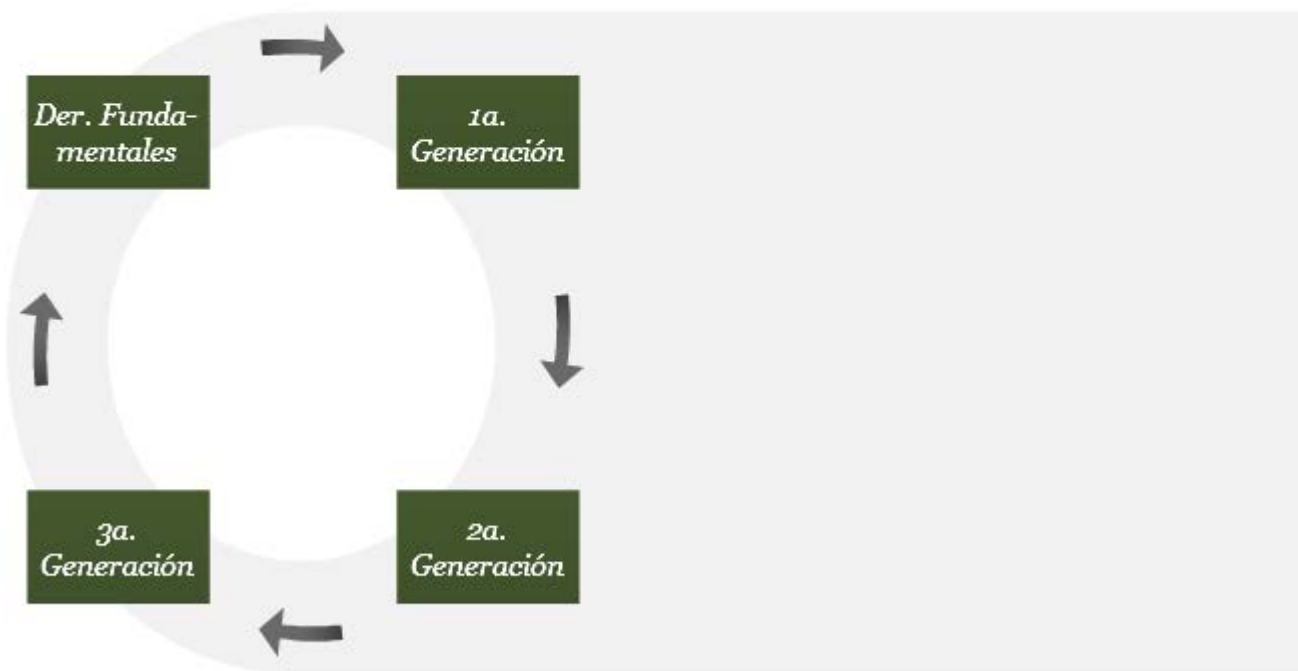 Der. Funda-
mentales
1a.
Generación
3a.
Generación
2a.
Generación